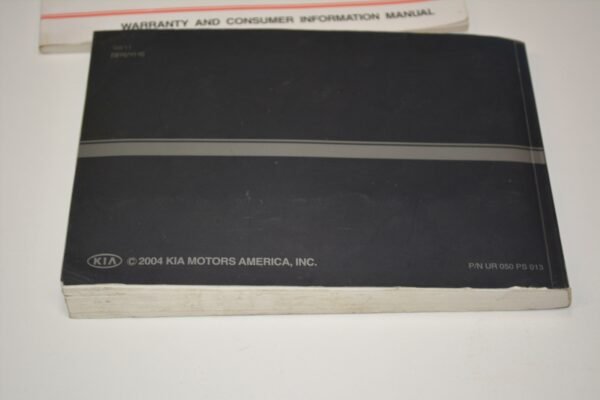 WARRANTY AND CONSUMER INFORMATION MANUAL
KIA © 2004 KIA MOTORS AMERICA, INC.
P/N UR 050 PS 013